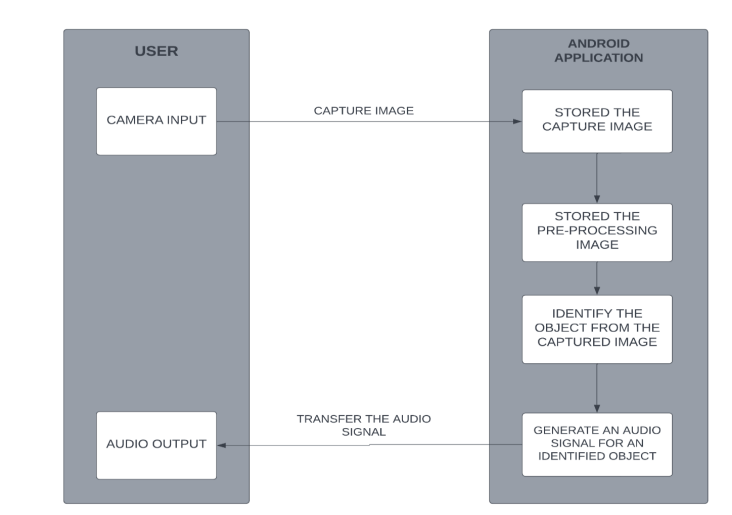 USER
CAMERA INPUT
CAPTURE IMAGE
ANDROID
APPLICATION
STORED THE
CAPTURE IMAGE
STORED THE
PRE-PROCESSING
IMAGE
IDENTIFY THE
OBJECT FROM THE
CAPTURED IMAGE
GENERATE AN AUDIO
SIGNAL FOR AN
IDENTIFIED OBJECT
TRANSFER THE AUDIO
SIGNAL
AUDIO OUTPUT